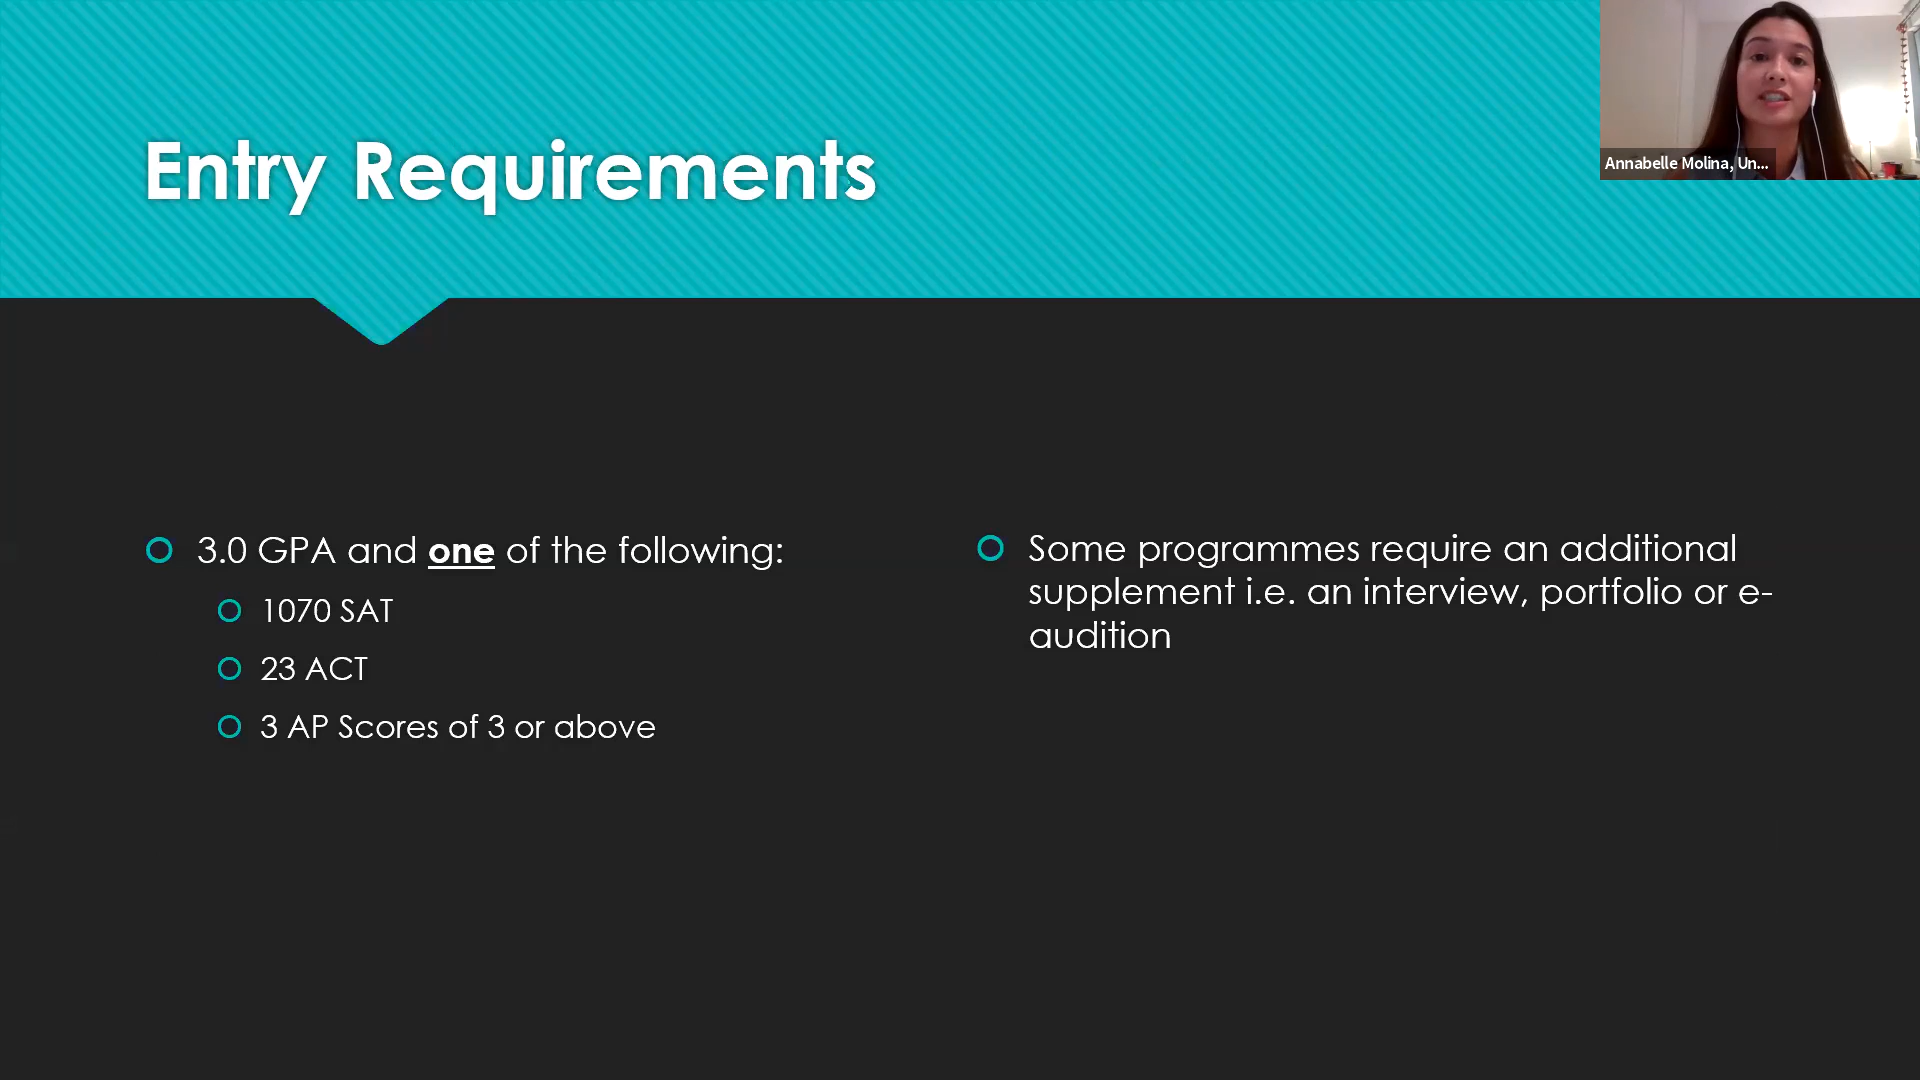 Entry Requirements
Annabelle Molina, Un...
3.0 GPA and one of the following:
1070 SAT
23 ACT
3 AP Scores of 3 or above
Some programmes require an additional
supplement i.e. an interview, portfolio or e-
audition